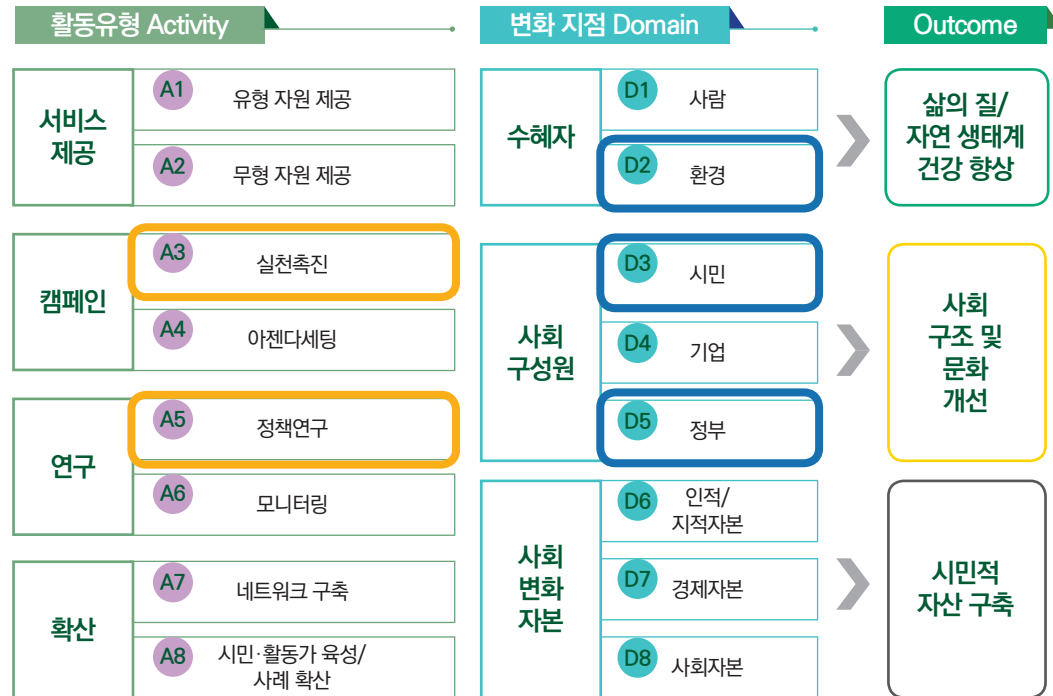 활동유형 Activity
변화 지점 Domain
Outcome
서비스
제공
A1
유형 자원 제공
A2
무형 자원 제공
캠페인
A3
실천촉진
A4
아젠다세팅
연구
A5
정책연구
A6
모니터링
확산
A7
네트워크 구축
A8
시민·활동가 육성/
사례 확산
수혜자
D1
사람
D2
환경
사회
구성원
D3
시민
D4
기업
D5
정부
사회
변화
자본
D6
인적/
지적자본
D7
경제자본
D8
사회자본
삶의 질/
자연 생태계
건강 향상
사회
구조 및
문화
개선
시민적
자산 구축